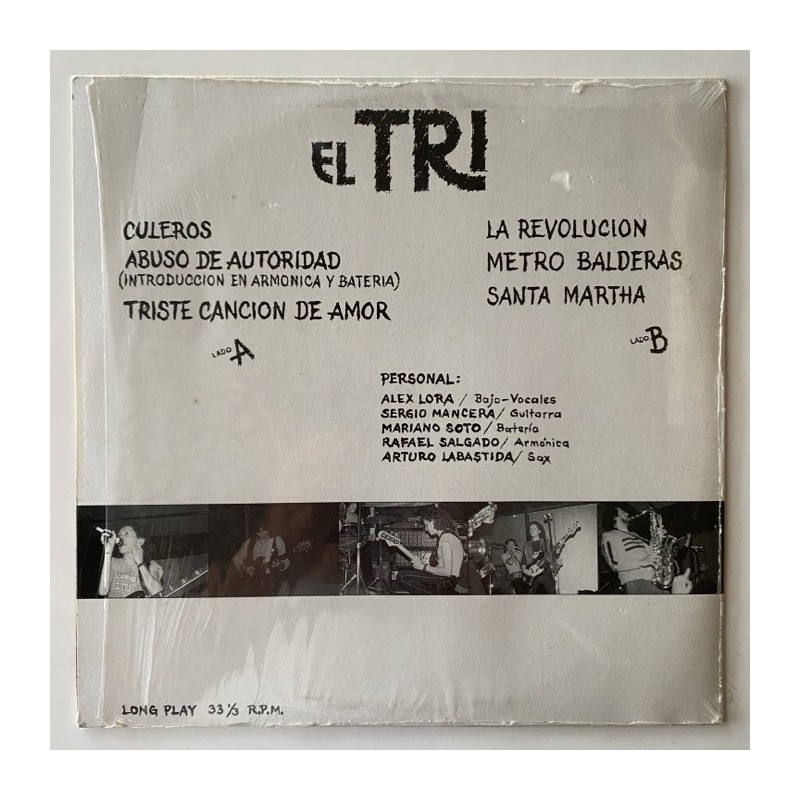 EL TRI
CULEROS
ABUSO DE AUTORIDAD
(INTRODUCCION EN ARMONICA Y BATERIA)
TRISTE CANCION DE AMOR
LADO A
LA REVOLUCION
METRO BALDERAS
SANTA MARTHA
LADO B
PERSONAL:
ALEX LORA / Bajo-Vocales
SERGIO MANCERA / Guitarra
MARIANO SOTO / Batería
RAFAEL SALGADO / Armónica
ARTURO LABASTIDA / Sax
LONG PLAY 33 1/3 R.P.M.